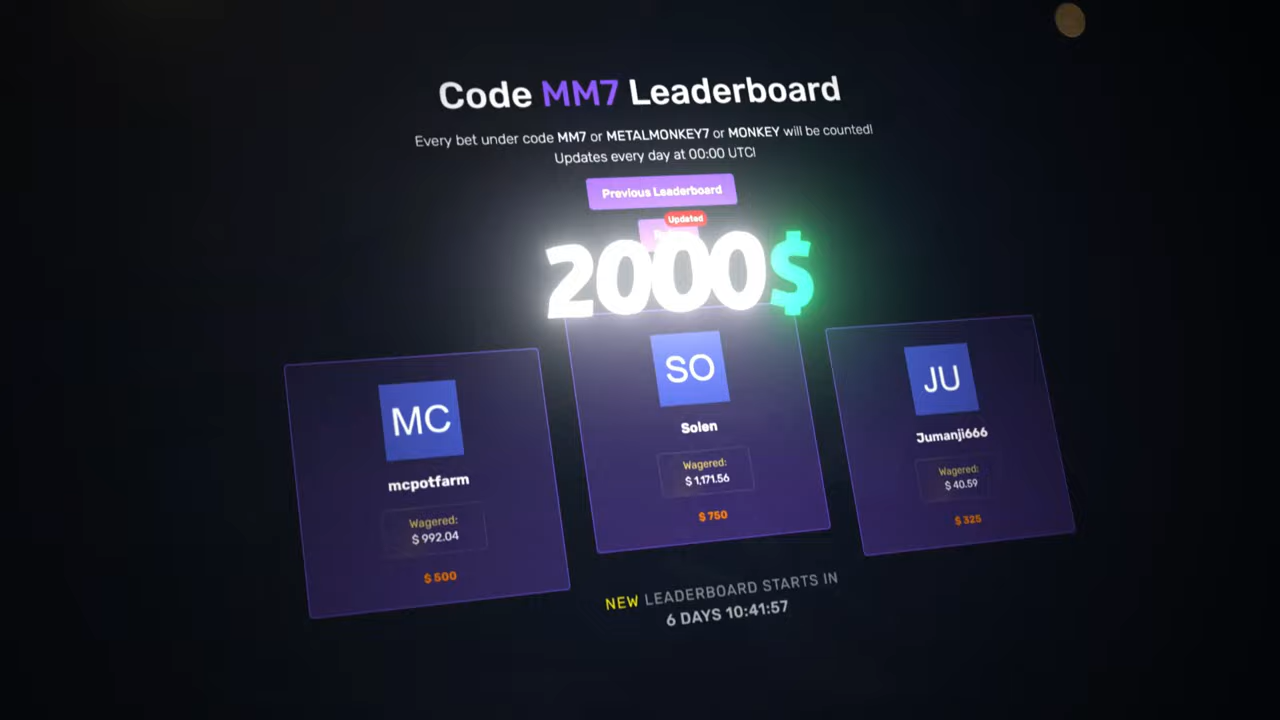 Code MM7 Leaderboard
Every bet under code MM7 or METALMONKEY7 or MONKEY will be counted!
Updates every day at 00:00 UTC!
Previous Leaderboard
Updated
2000$
MC
mcpotfarm
Wagered:
$ 992.04
$ 500
SO
Solen
Wagered:
$ 1,171.56
$ 750
JU
Jumanji666
Wagered:
$ 40.59
$ 325
NEW LEADERBOARD STARTS IN
6 DAYS 10:41:57